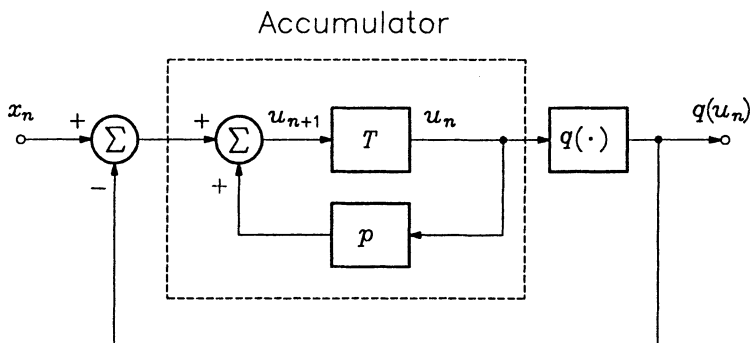 Accumulator
x_n + Σ + Σ u_{n+1} T u_n q(·) q(u_n)
− + p